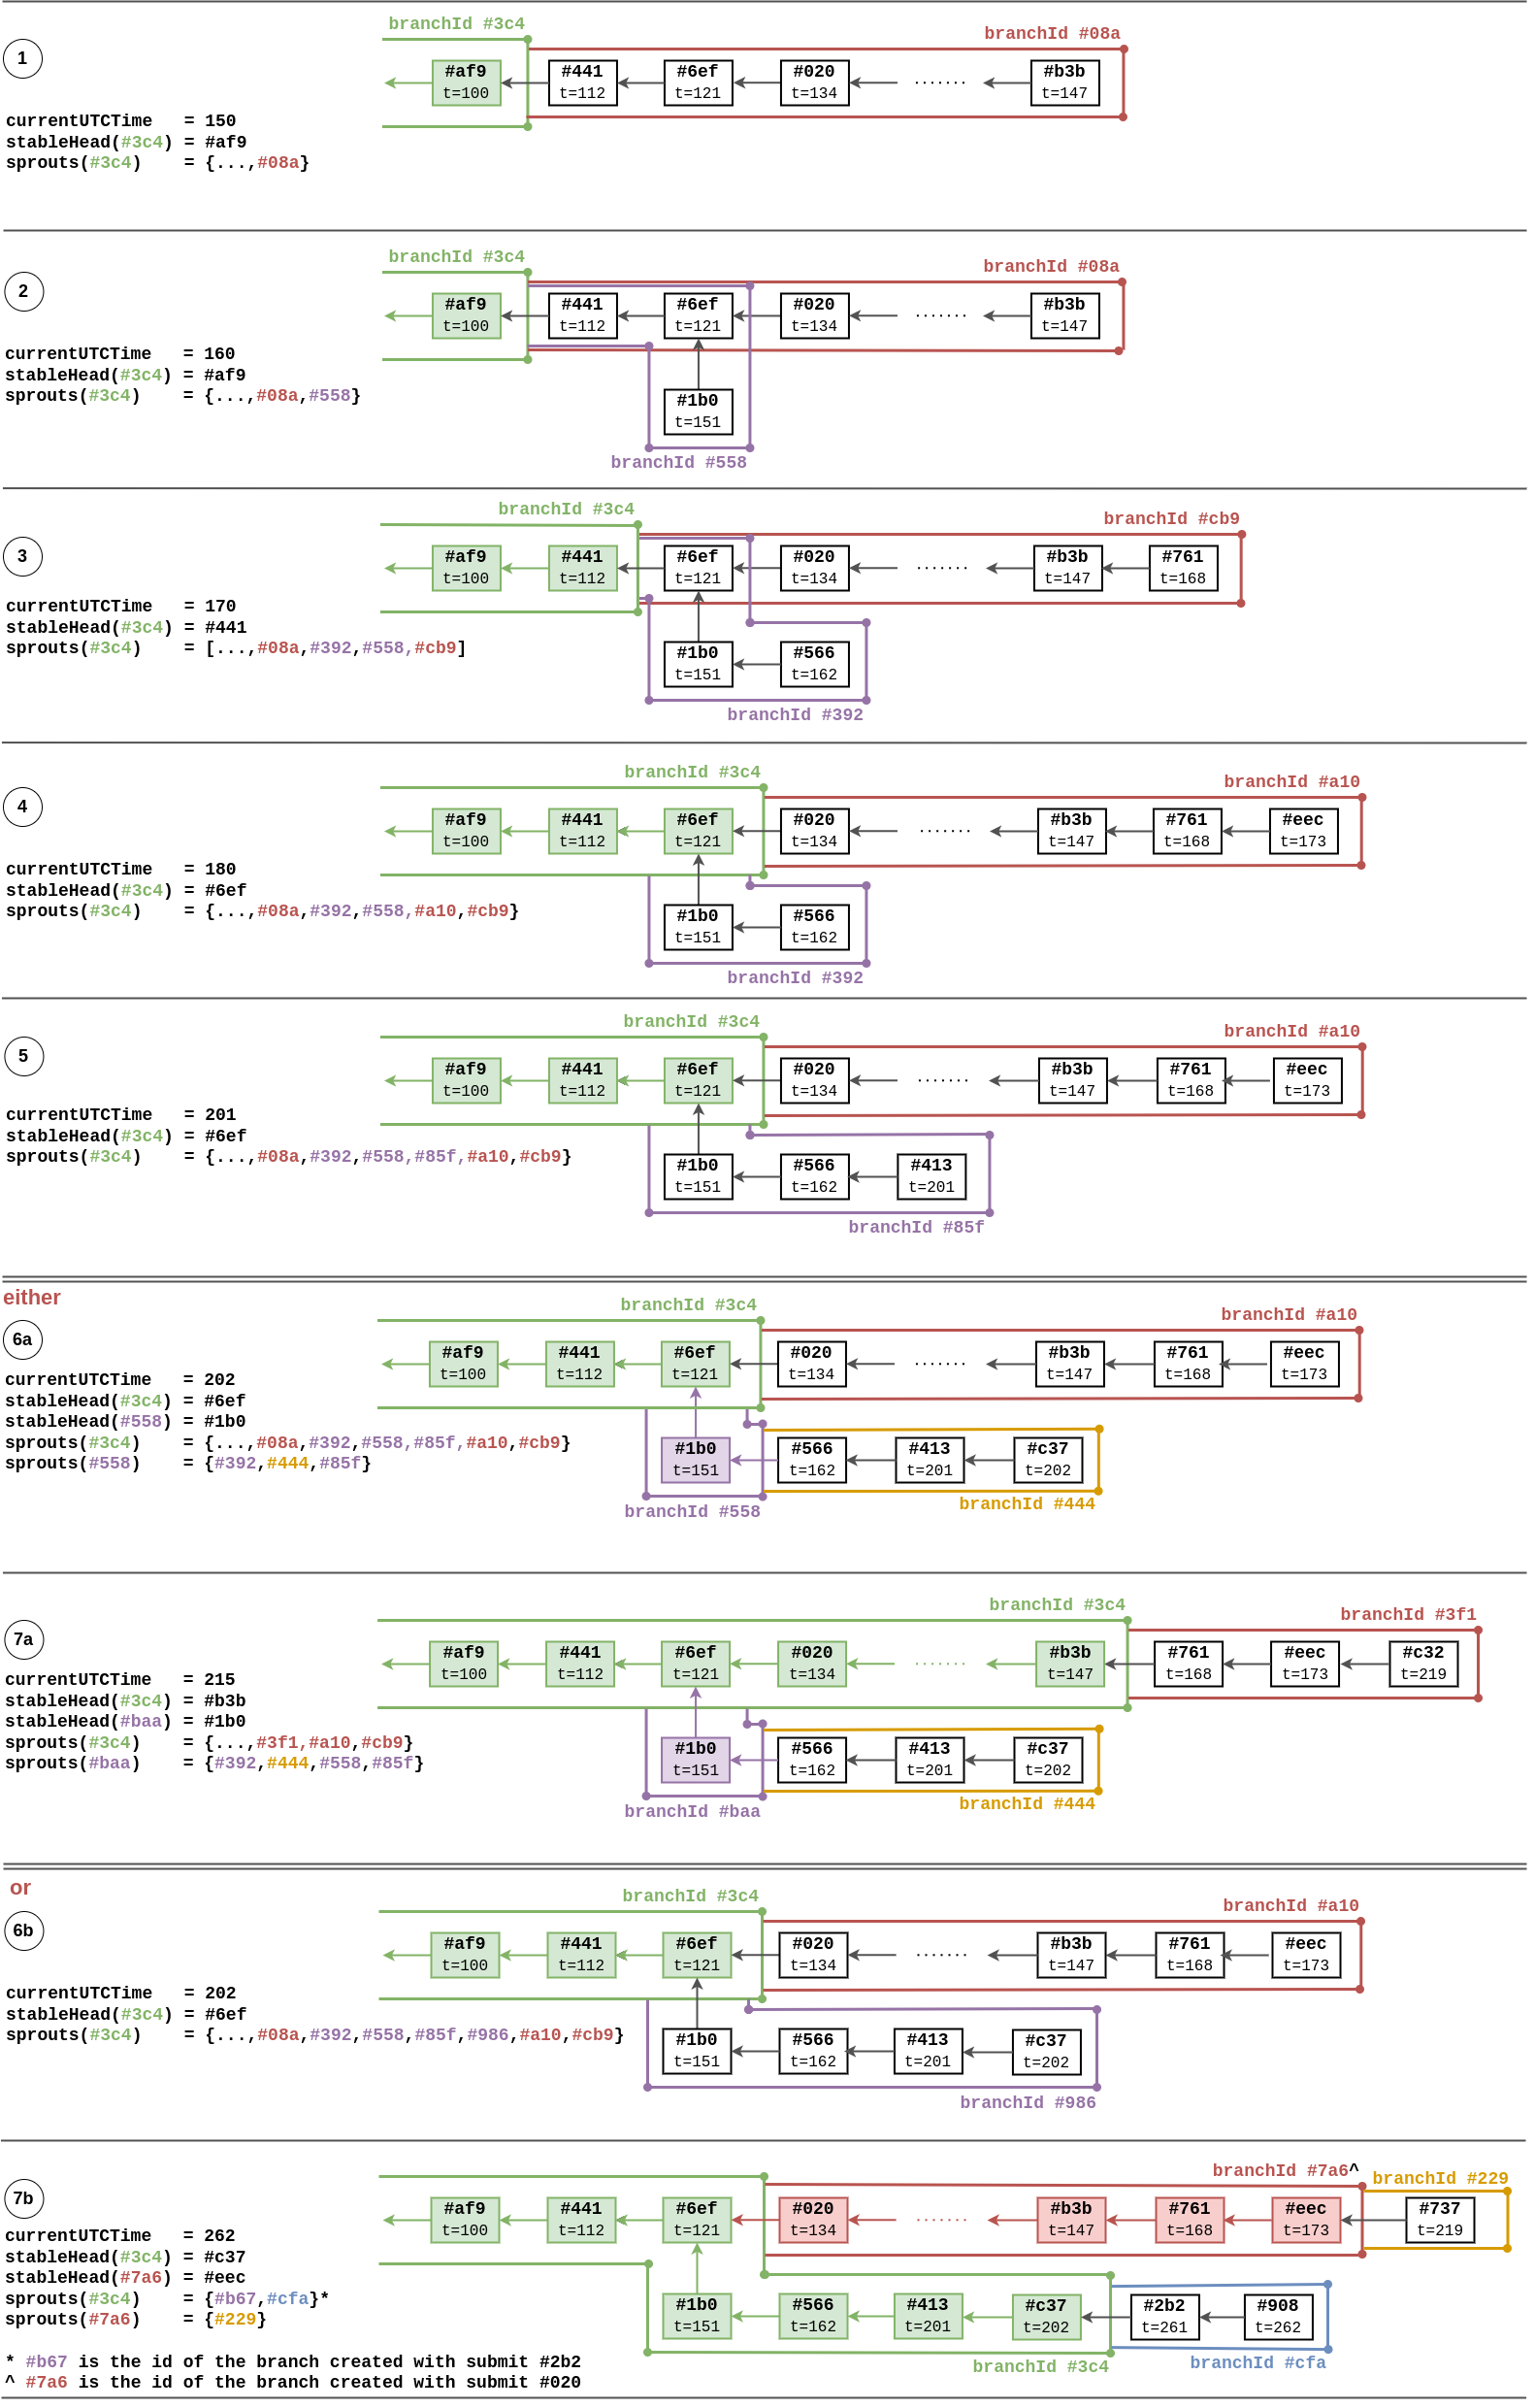 branchId #3c4
branchId #08a
1
#af9 #441 #6ef #020 ....... #b3b
t=100 t=112 t=121 t=134 t=147
currentUTCTime = 150
stableHead(#3c4) = #af9
sprouts(#3c4) = {...,#08a}
branchId #3c4
branchId #08a
2
#af9 #441 #6ef #020 ....... #b3b
t=100 t=112 t=121 t=134 t=147
currentUTCTime = 160
stableHead(#3c4) = #af9
sprouts(#3c4) = {...,#08a,#558}
#1b0
t=151
branchId #558
branchId #3c4
branchId #cb9
3
#af9 #441 #6ef #020 ....... #b3b #761
t=100 t=112 t=121 t=134 t=147 t=168
currentUTCTime = 170
stableHead(#3c4) = #441
sprouts(#3c4) = [...,#08a,#392,#558,#cb9]
#1b0 #566
t=151 t=162
branchId #392
branchId #3c4
branchId #a10
4
#af9 #441 #6ef #020 ....... #b3b #761 #eec
t=100 t=112 t=121 t=134 t=147 t=168 t=173
currentUTCTime = 180
stableHead(#3c4) = #6ef
sprouts(#3c4) = {...,#08a,#392,#558,#a10,#cb9}
#1b0 #566
t=151 t=162
branchId #392
branchId #3c4
branchId #a10
5
#af9 #441 #6ef #020 ....... #b3b #761 #eec
t=100 t=112 t=121 t=134 t=147 t=168 t=173
currentUTCTime = 201
stableHead(#3c4) = #6ef
sprouts(#3c4) = {...,#08a,#392,#558,#85f,#a10,#cb9}
#1b0 #566 #413
t=151 t=162 t=201
branchId #85f
either
branchId #3c4
branchId #a10
6a
#af9 #441 #6ef #020 ....... #b3b #761 #eec
t=100 t=112 t=121 t=134 t=147 t=168 t=173
currentUTCTime = 202
stableHead(#3c4) = #6ef
stableHead(#558) = #1b0
sprouts(#3c4) = {...,#08a,#392,#558,#85f,#a10,#cb9}
sprouts(#558) = {#392,#444,#85f}
#1b0 #566 #413 #c37
t=151 t=162 t=201 t=202
branchId #444
branchId #558
branchId #3c4
branchId #3f1
7a
#af9 #441 #6ef #020 ....... #b3b #761 #eec #c32
t=100 t=112 t=121 t=134 t=147 t=168 t=173 t=219
currentUTCTime = 215
stableHead(#3c4) = #b3b
stableHead(#baa) = #1b0
sprouts(#3c4) = {...,#3f1,#a10,#cb9}
sprouts(#baa) = {#392,#444,#558,#85f}
#1b0 #566 #413 #c37
t=151 t=162 t=201 t=202
branchId #444
branchId #baa
or
branchId #3c4
branchId #a10
6b
#af9 #441 #6ef #020 ....... #b3b #761 #eec
t=100 t=112 t=121 t=134 t=147 t=168 t=173
currentUTCTime = 202
stableHead(#3c4) = #6ef
sprouts(#3c4) = {...,#08a,#392,#558,#85f,#986,#a10,#cb9}
#1b0 #566 #413 #c37
t=151 t=162 t=201 t=202
branchId #986
branchId #7a6^
branchId #229
7b
#af9 #441 #6ef #020 ....... #b3b #761 #eec #737
t=100 t=112 t=121 t=134 t=147 t=168 t=173 t=219
currentUTCTime = 262
stableHead(#3c4) = #c37
stableHead(#7a6) = #eec
sprouts(#3c4) = {#b67,#cfa}*
sprouts(#7a6) = {#229}
#1b0 #566 #413 #c37 #2b2 #908
t=151 t=162 t=201 t=202 t=261 t=262
branchId #3c4
branchId #cfa
* #b67 is the id of the branch created with submit #2b2
^ #7a6 is the id of the branch created with submit #020